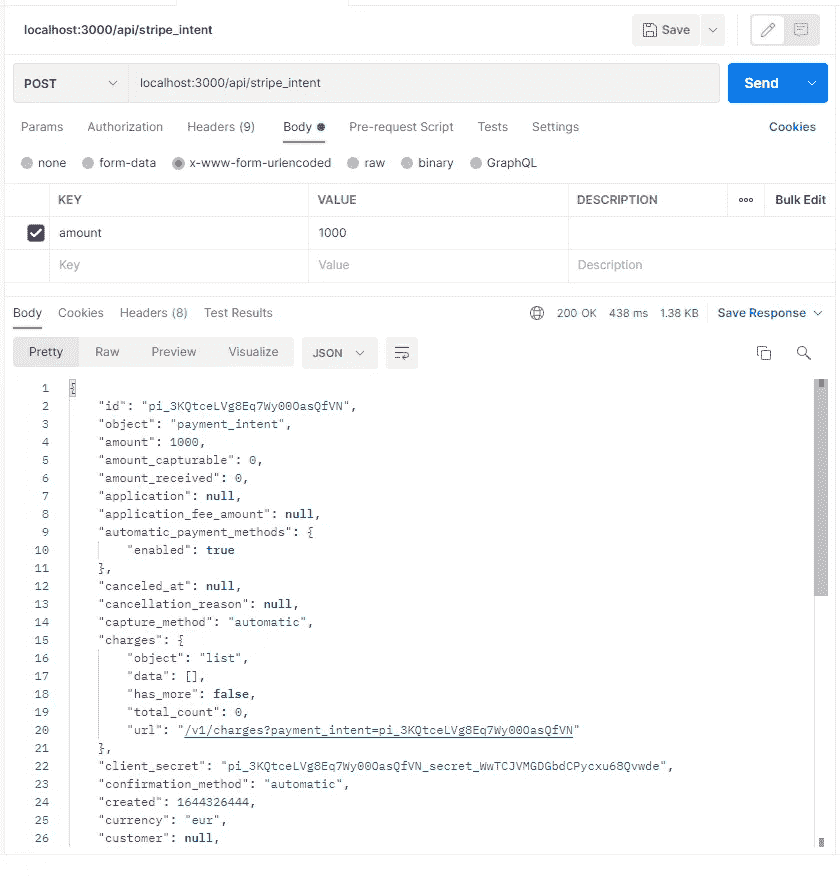 localhost:3000/api/stripe_intent
Save
POST localhost:3000/api/stripe_intent Send
Params Authorization Headers (9) Body Pre-request Script Tests Settings Cookies
none form-data x-www-form-urlencoded raw binary GraphQL
KEY VALUE DESCRIPTION ooo Bulk Edit
amount 1000
Key Value Description
Body Cookies Headers (8) Test Results 200 OK 438 ms 1.38 KB Save Response
Pretty Raw Preview Visualize JSON
1 {
2 "id": "pi_3KQtceLVg8Eq7Wy00OasQfVN",
3 "object": "payment_intent",
4 "amount": 1000,
5 "amount_capturable": 0,
6 "amount_received": 0,
7 "application": null,
8 "application_fee_amount": null,
9 "automatic_payment_methods": {
10 "enabled": true
11 },
12 "canceled_at": null,
13 "cancellation_reason": null,
14 "capture_method": "automatic",
15 "charges": {
16 "object": "list",
17 "data": [],
18 "has_more": false,
19 "total_count": 0,
20 "url": "/v1/charges?payment_intent=pi_3KQtceLVg8Eq7Wy00OasQfVN"
21 },
22 "client_secret": "pi_3KQtceLVg8Eq7Wy00OasQfVN_secret_WwTCJVMGDGbdCPycxu68Qvwde",
23 "confirmation_method": "automatic",
24 "created": 1644326444,
25 "currency": "eur",
26 "customer": null,